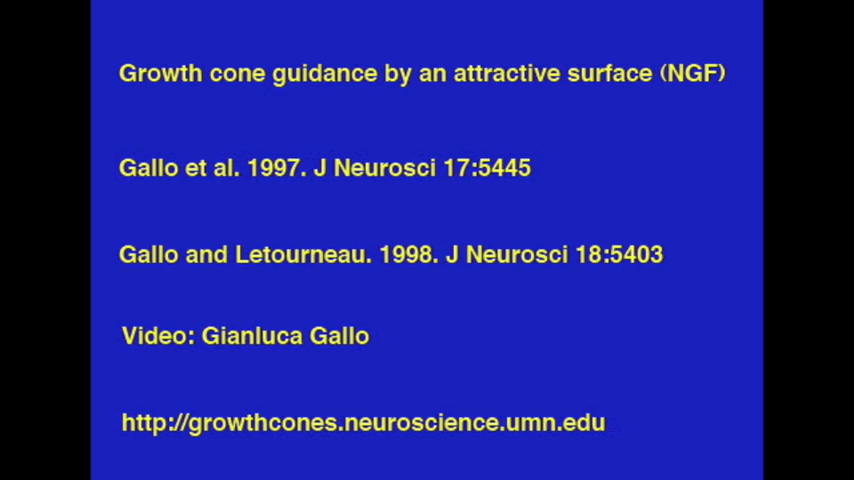 Growth cone guidance by an attractive surface (NGF)
Gallo et al. 1997. J Neurosci 17:5445
Gallo and Letourneau. 1998. J Neurosci 18:5403
Video: Gianluca Gallo
http://growthcones.neuroscience.umn.edu